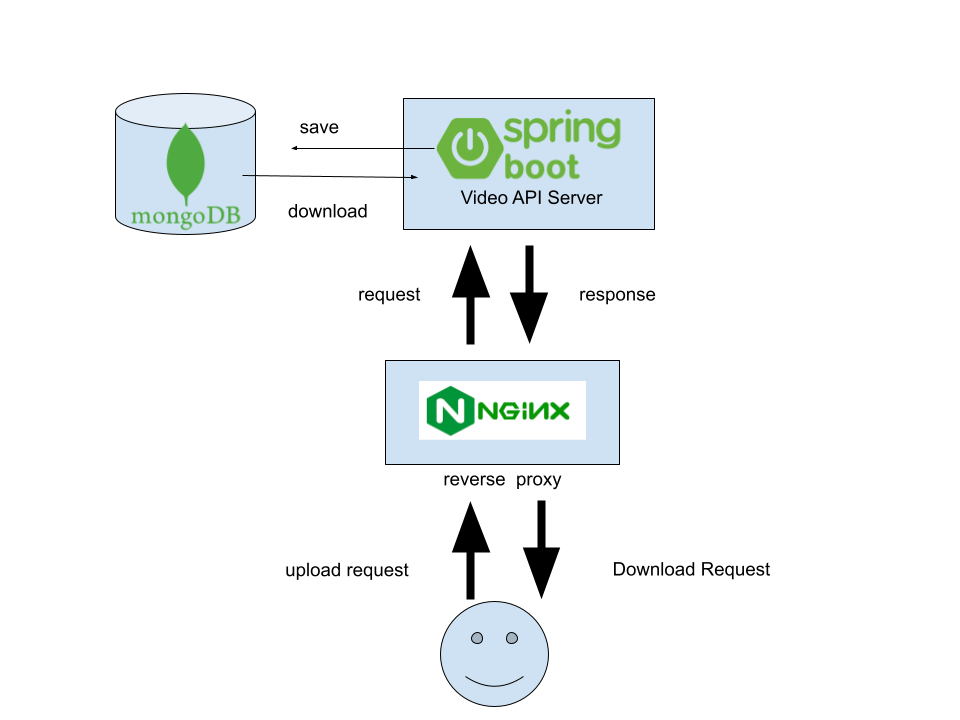 save
spring
boot
Video API Server
mongoDB
download
request
response
N NGiNX
reverse proxy
upload request
Download Request